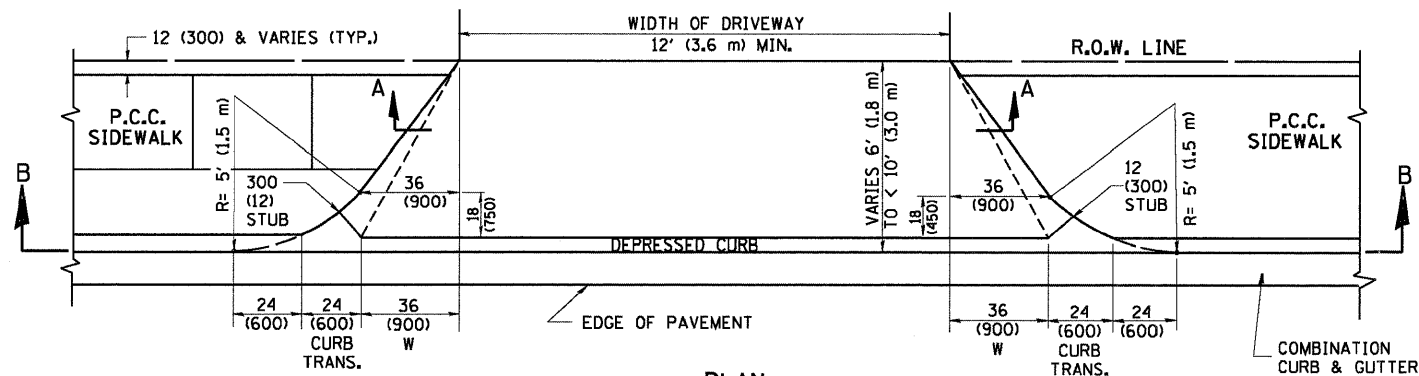 12 (300) & VARIES (TYP.)
WIDTH OF DRIVEWAY
12' (3.6 m) MIN.
R.O.W. LINE
A
A
P.C.C.
SIDEWALK
R= 5' (1.5 m)
VARIES 6' (1.8 m)
TO < 10' (3.0 m)
R= 5' (1.5 m)
P.C.C.
SIDEWALK
B
300
(12)
STUB
36
(900)
18
(750)
36
(900)
18
(450)
12
(300)
STUB
B
DEPRESSED CURB
24
(600)
24
(600)
CURB
TRANS.
36
(900)
W
EDGE OF PAVEMENT
36
(900)
W
24
(600)
CURB
TRANS.
24
(600)
COMBINATION
CURB & GUTTER